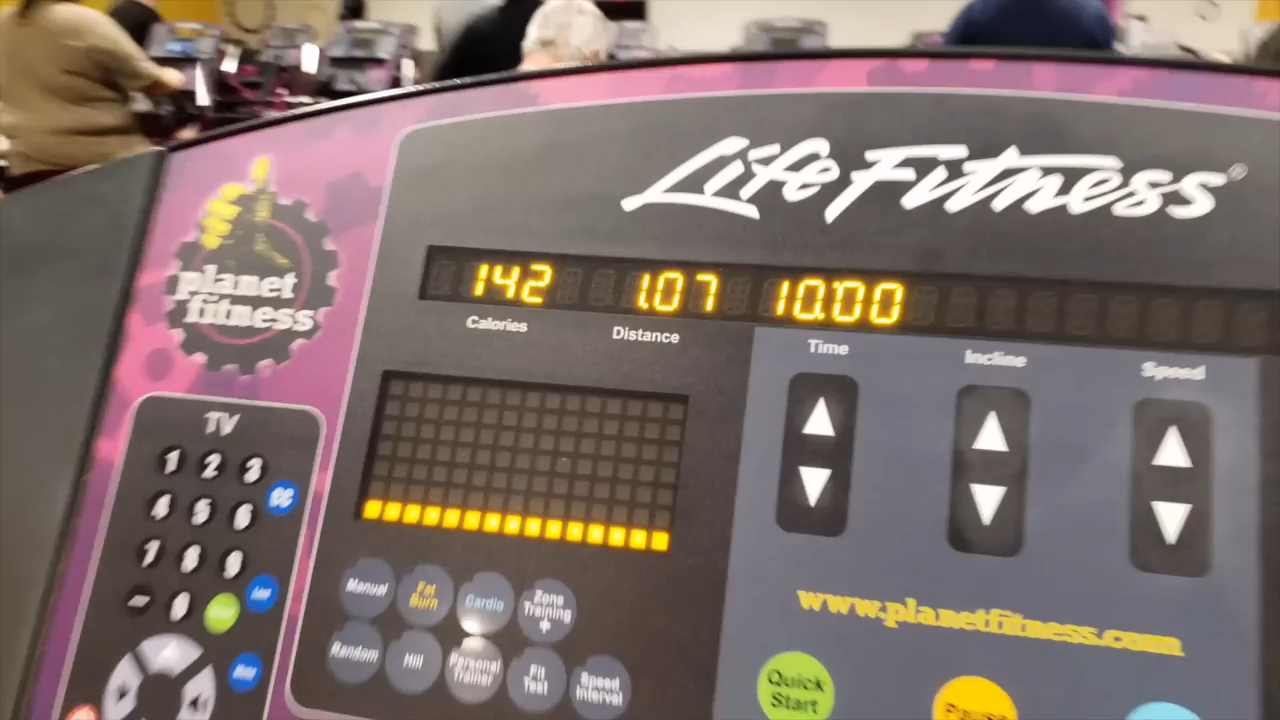 Life Fitness®
planet
fitness
142 1.07 10:00
Calories Distance Time Incline Speed
TV
1 2 3
CC
4 5 6
7 8 9
0
Manual Fat Burn Cardio Zone Training +
Random Hill Personal Trainer Fit Test Speed Interval
www.planetfitness.com
Quick
Start
Pause